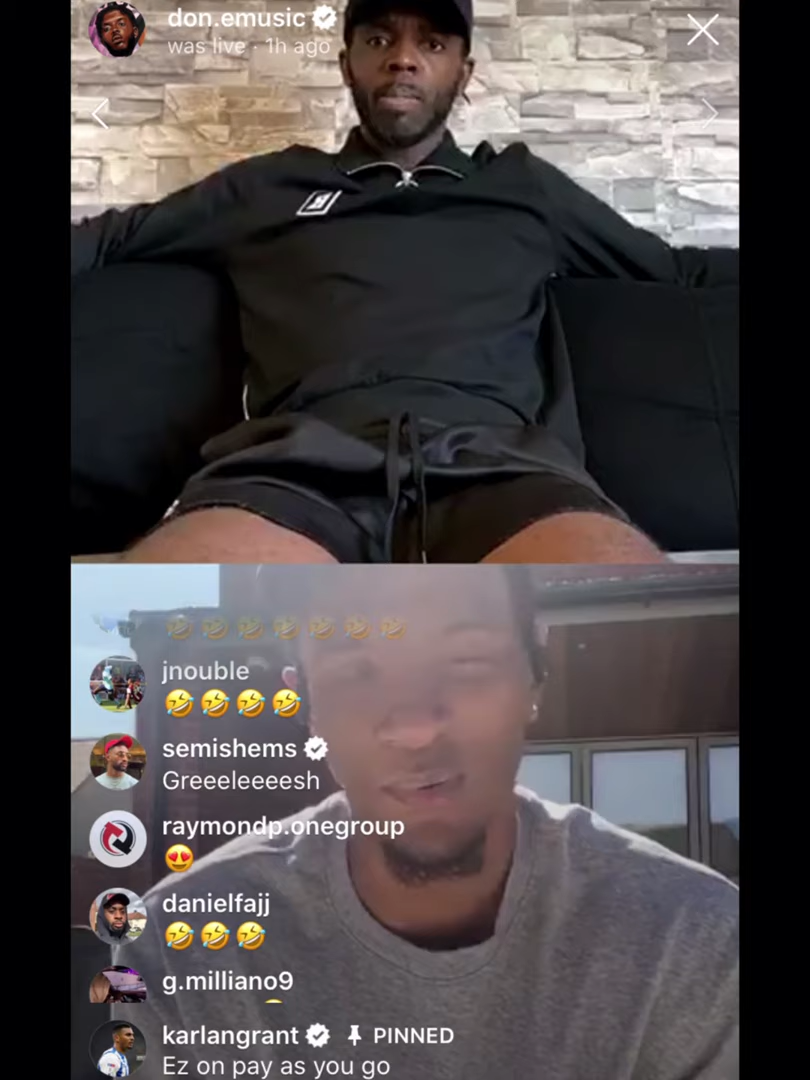 don.emusic
was live · 1h ago
🤣🤣🤣🤣🤣🤣🤣
jnouble
🤣🤣🤣🤣
semishems
Greeeleeeesh
raymondp.onegroup
😍
danielfajj
🤣🤣🤣
g.milliano9
karlangrant PINNED
Ez on pay as you go